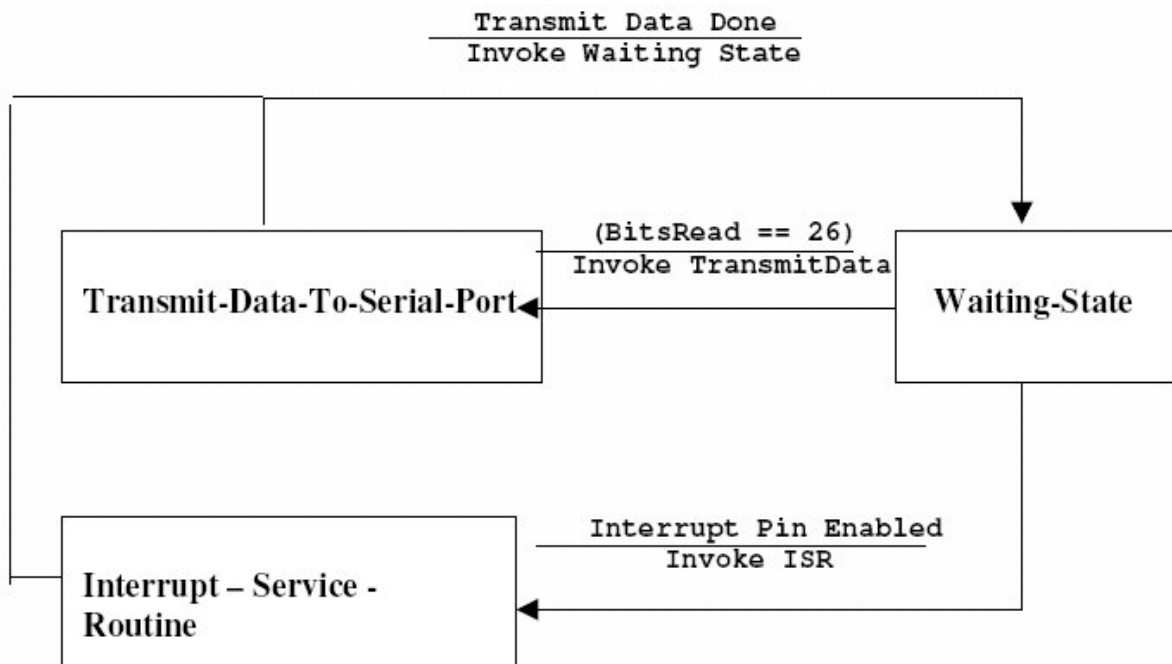 Transmit Data Done
Invoke Waiting State
(BitsRead == 26)
Invoke TransmitData
Transmit-Data-To-Serial-Port
Waiting-State
Interrupt Pin Enabled
Invoke ISR
Interrupt – Service -
Routine